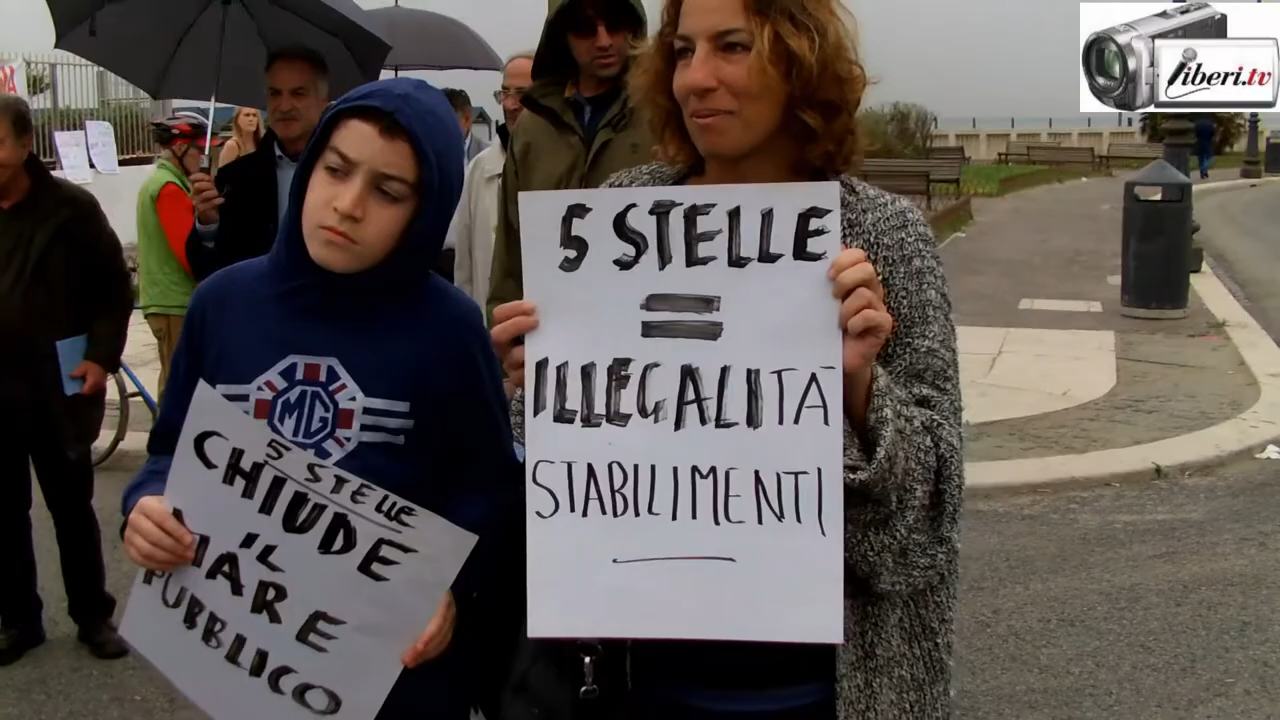 liberi.tv
5 STELLE
=
ILLEGALITÀ
STABILIMENTI
MG
5 STELLE
CHIUDE
IL
MARE
PUBBLICO